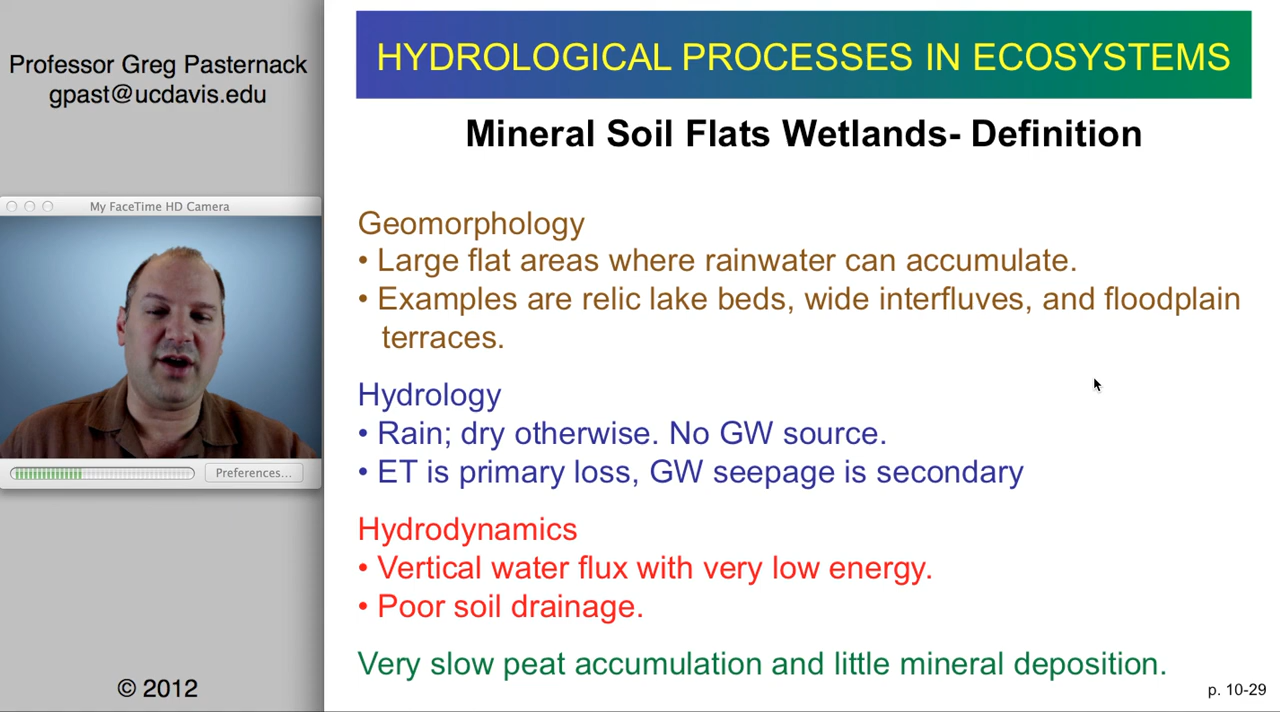 Professor Greg Pasternack
gpast@ucdavis.edu
My FaceTime HD Camera
Preferences...
© 2012
HYDROLOGICAL PROCESSES IN ECOSYSTEMS
Mineral Soil Flats Wetlands- Definition
Geomorphology
• Large flat areas where rainwater can accumulate.
• Examples are relic lake beds, wide interfluves, and floodplain
terraces.
Hydrology
• Rain; dry otherwise. No GW source.
• ET is primary loss, GW seepage is secondary
Hydrodynamics
• Vertical water flux with very low energy.
• Poor soil drainage.
Very slow peat accumulation and little mineral deposition.
p. 10-29